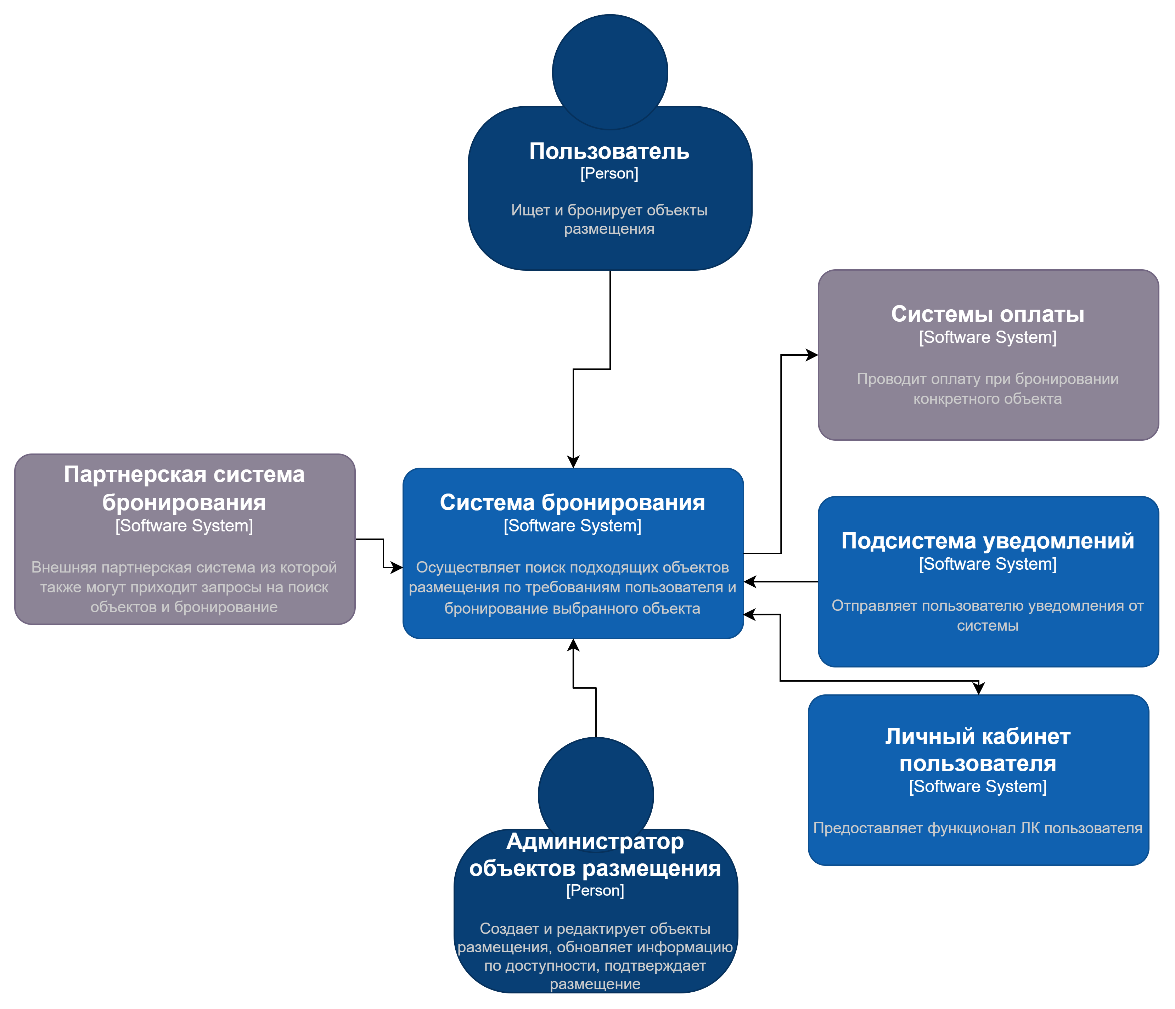 Пользователь
[Person]
Ищет и бронирует объекты
размещения
Системы оплаты
[Software System]
Проводит оплату при бронировании
конкретного объекта
Партнерская система
бронирования
[Software System]
Внешняя партнерская система из которой
также могут приходит запросы на поиск
объектов и бронирование
Система бронирования
[Software System]
Осуществляет поиск подходящих объектов
размещения по требованиям пользователя и
бронирование выбранного объекта
Подсистема уведомлений
[Software System]
Отправляет пользователю уведомления от
системы
Личный кабинет
пользователя
[Software System]
Предоставляет функционал ЛК пользователя
Администратор
объектов размещения
[Person]
Создает и редактирует объекты
размещения, обновляет информацию
по доступности, подтверждает
размещение